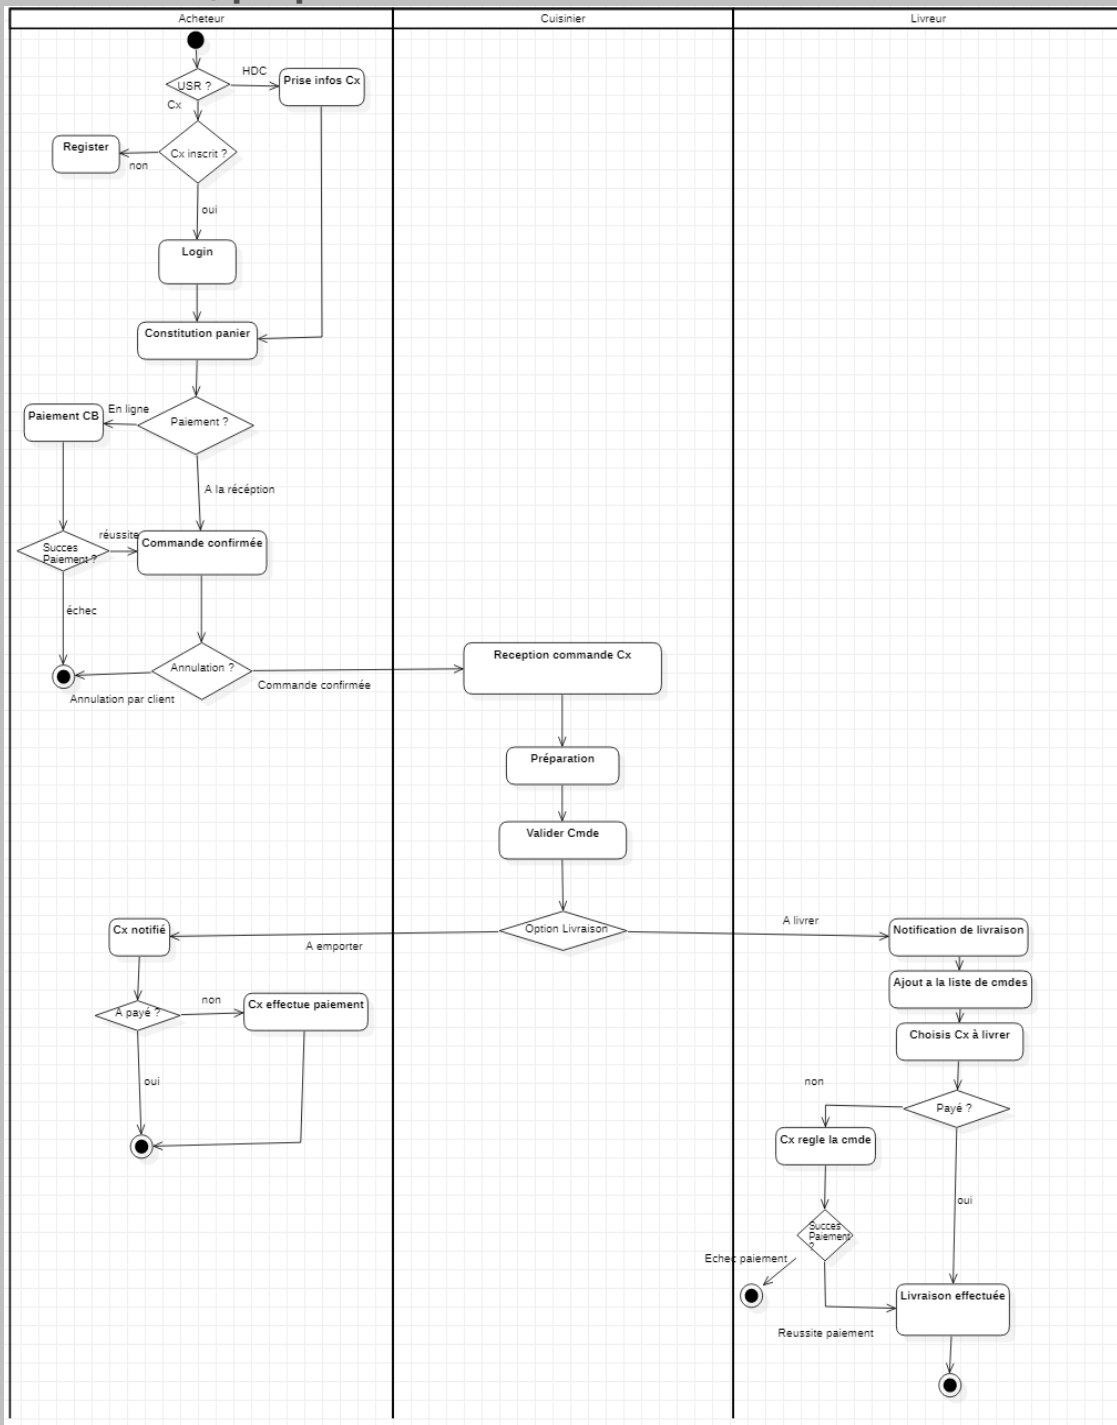 Acheteur
Cuisinier
Livreur
USR ?
HDC
Prise infos Cx
Cx
Register
non
Cx inscrit ?
oui
Login
Constitution panier
Paiement CB
En ligne
Paiement ?
A la récéption
réussite
Succes
Paiement ?
Commande confirmée
échec
Annulation ?
Annulation par client
Commande confirmée
Reception commande Cx
Préparation
Valider Cmde
Option Livraison
A emporter
A livrer
Cx notifié
A payé ?
non
Cx effectue paiement
oui
Notification de livraison
Ajout a la liste de cmdes
Choisis Cx à livrer
non
Payé ?
Cx regle la cmde
oui
Succes
Paiement
?
Echec paiement
Livraison effectuée
Reussite paiement